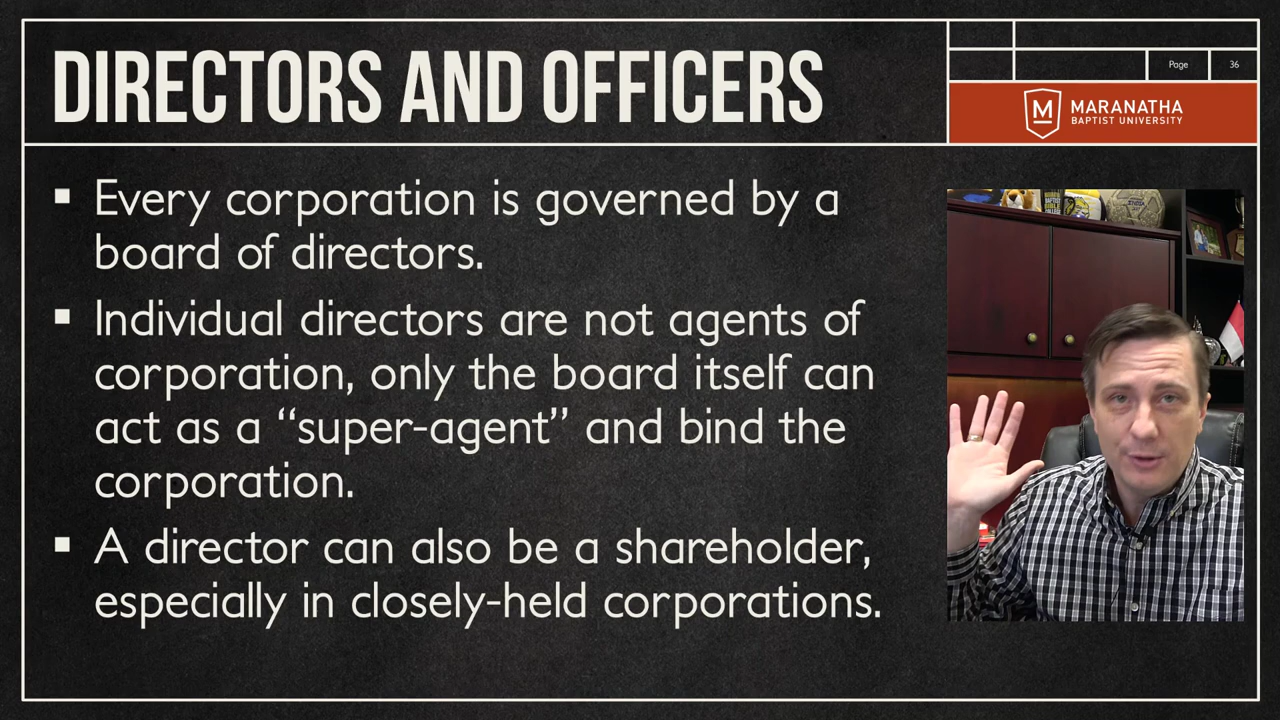 DIRECTORS AND OFFICERS
Page 36
MARANATHA
BAPTIST UNIVERSITY
▪ Every corporation is governed by a
board of directors.
▪ Individual directors are not agents of
corporation, only the board itself can
act as a “super-agent” and bind the
corporation.
▪ A director can also be a shareholder,
especially in closely-held corporations.